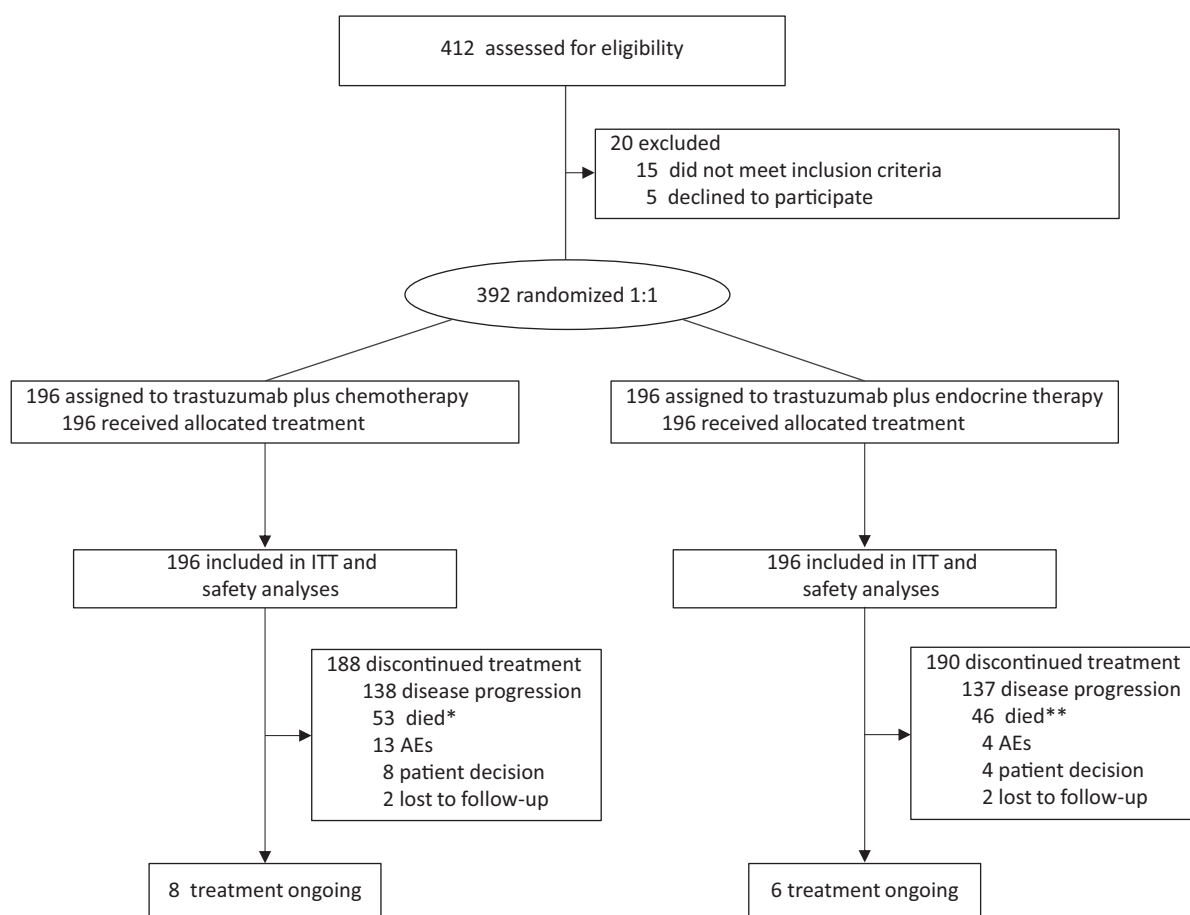 412 assessed for eligibility
20 excluded
15 did not meet inclusion criteria
5 declined to participate
392 randomized 1:1
196 assigned to trastuzumab plus chemotherapy
196 received allocated treatment
196 assigned to trastuzumab plus endocrine therapy
196 received allocated treatment
196 included in ITT and
safety analyses
196 included in ITT and
safety analyses
188 discontinued treatment
138 disease progression
53 died*
13 AEs
8 patient decision
2 lost to follow-up
190 discontinued treatment
137 disease progression
46 died**
4 AEs
4 patient decision
2 lost to follow-up
8 treatment ongoing
6 treatment ongoing